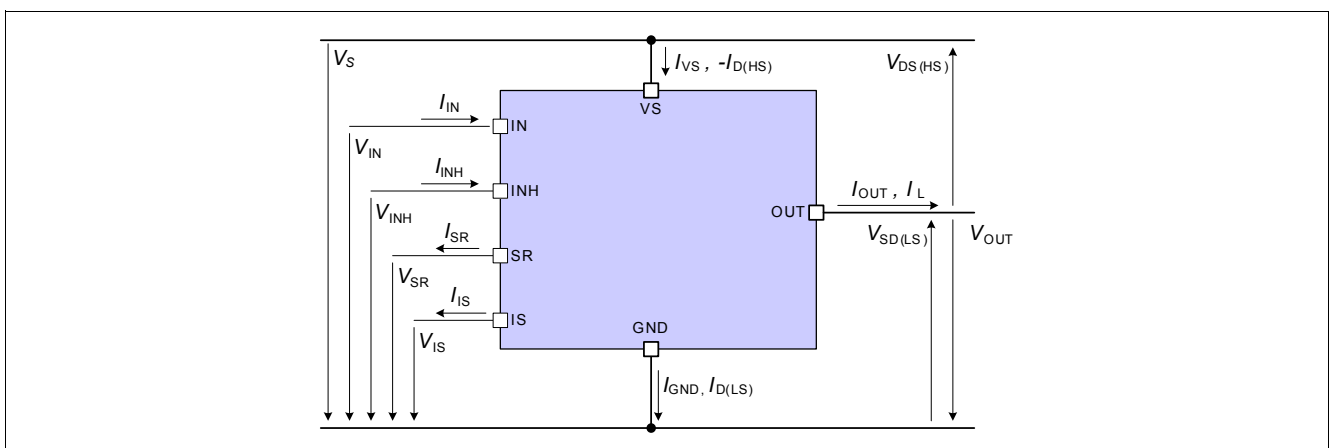 V_S
I_VS , -I_D(HS)
V_DS(HS)
VS
I_IN
IN
V_IN
I_INH
INH
V_INH
I_OUT , I_L
OUT
I_SR
SR
V_SD(LS)
V_OUT
V_SR
I_IS
IS
V_IS
GND
I_GND, I_D(LS)